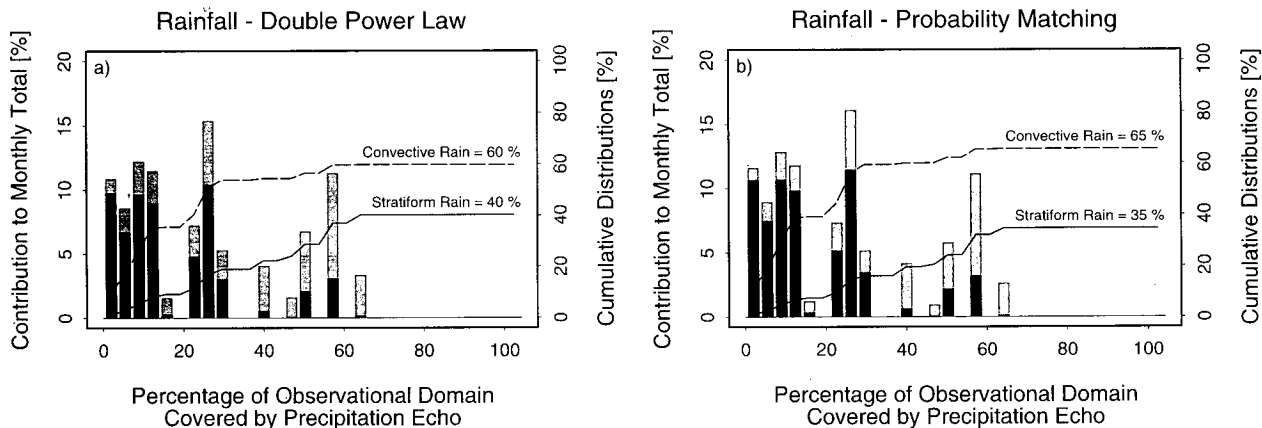 Rainfall - Double Power Law
Contribution to Monthly Total [%]
20
15
10
5
0
a)
Convective Rain = 60 %
Stratiform Rain = 40 %
100
80
60
40
20
0
Cumulative Distributions [%]
0 20 40 60 80 100
Percentage of Observational Domain
Covered by Precipitation Echo
Rainfall - Probability Matching
Contribution to Monthly Total [%]
20
15
10
5
0
b)
Convective Rain = 65 %
Stratiform Rain = 35 %
100
80
60
40
20
0
Cumulative Distributions [%]
0 20 40 60 80 100
Percentage of Observational Domain
Covered by Precipitation Echo